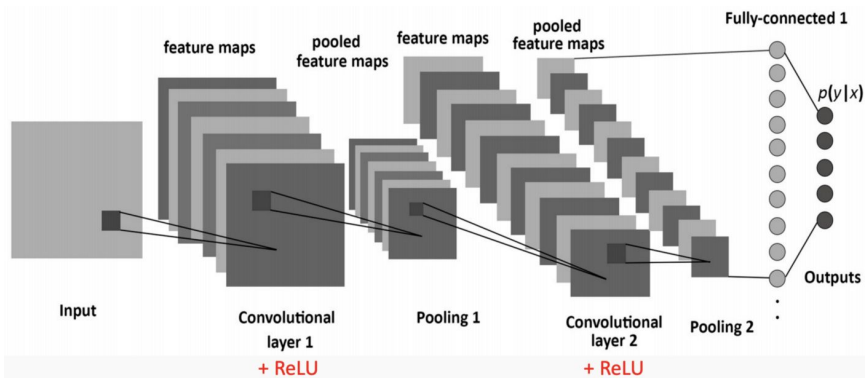 Fully-connected 1
feature maps
pooled
feature maps
feature maps
pooled
feature maps
p(y|x)
Outputs
Input
Convolutional
layer 1
Pooling 1
Convolutional
layer 2
Pooling 2
+ ReLU
+ ReLU